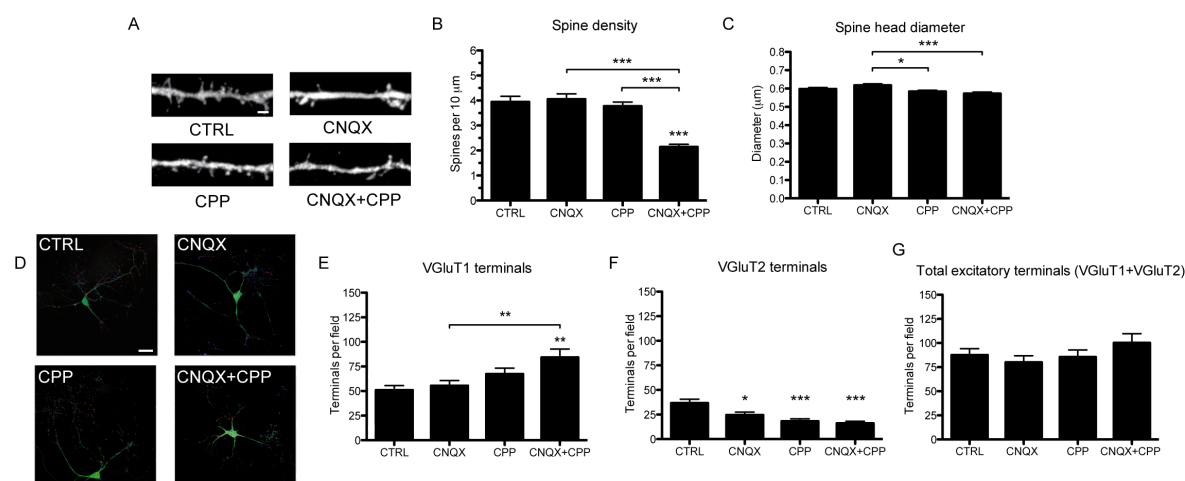 A
CTRL
CNQX
CPP
CNQX+CPP
B
Spine density
Spines per 10 μm
6
5
4
3
2
1
0
***
***
***
CTRL
CNQX
CPP
CNQX+CPP
C
Spine head diameter
Diameter (μm)
0.8
0.7
0.6
0.5
0.4
0.3
0.2
0.1
0.0
***
*
CTRL
CNQX
CPP
CNQX+CPP
D
CTRL
CNQX
CPP
CNQX+CPP
E
VGluT1 terminals
Terminals per field
150
125
100
75
50
25
0
**
**
CTRL
CNQX
CPP
CNQX+CPP
F
VGluT2 terminals
Terminals per field
150
125
100
75
50
25
0
*
***
***
CTRL
CNQX
CPP
CNQX+CPP
G
Total excitatory terminals (VGluT1+VGluT2)
Terminals per field
150
125
100
75
50
25
0
CTRL
CNQX
CPP
CNQX+CPP